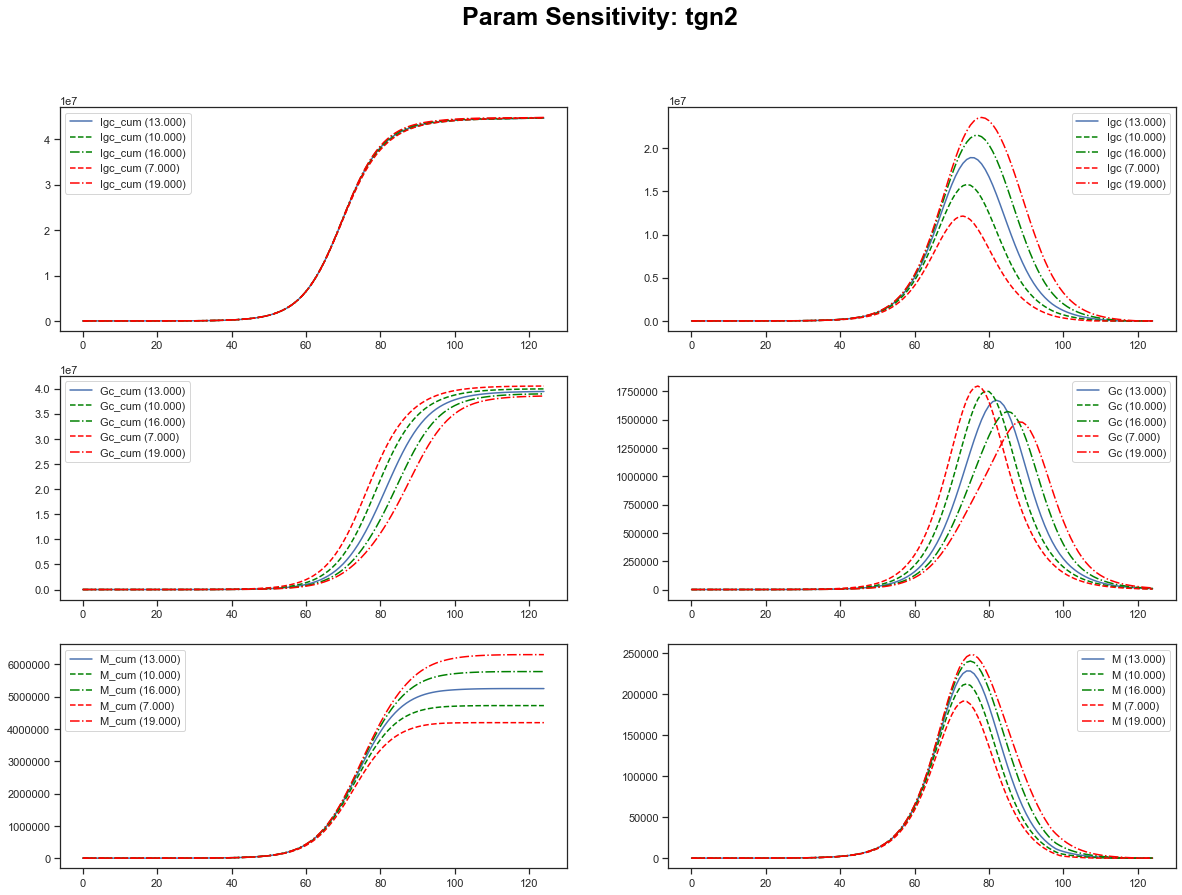 Param Sensitivity: tgn2
1e7
Igc_cum (13.000)
Igc_cum (10.000)
Igc_cum (16.000)
Igc_cum (7.000)
Igc_cum (19.000)
4
3
2
1
0
0 20 40 60 80 100 120
1e7
Igc (13.000)
Igc (10.000)
Igc (16.000)
Igc (7.000)
Igc (19.000)
2.0
1.5
1.0
0.5
0.0
0 20 40 60 80 100 120
1e7
Gc_cum (13.000)
Gc_cum (10.000)
Gc_cum (16.000)
Gc_cum (7.000)
Gc_cum (19.000)
4.0
3.5
3.0
2.5
2.0
1.5
1.0
0.5
0.0
0 20 40 60 80 100 120
Gc (13.000)
Gc (10.000)
Gc (16.000)
Gc (7.000)
Gc (19.000)
1750000
1500000
1250000
1000000
750000
500000
250000
0
0 20 40 60 80 100 120
M_cum (13.000)
M_cum (10.000)
M_cum (16.000)
M_cum (7.000)
M_cum (19.000)
6000000
5000000
4000000
3000000
2000000
1000000
0
0 20 40 60 80 100 120
M (13.000)
M (10.000)
M (16.000)
M (7.000)
M (19.000)
250000
200000
150000
100000
50000
0
0 20 40 60 80 100 120